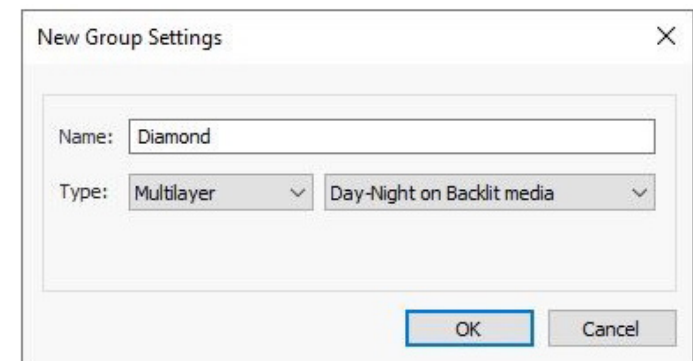 New Group Settings
Name: Diamond
Type: Multilayer Day-Night on Backlit media
OK Cancel